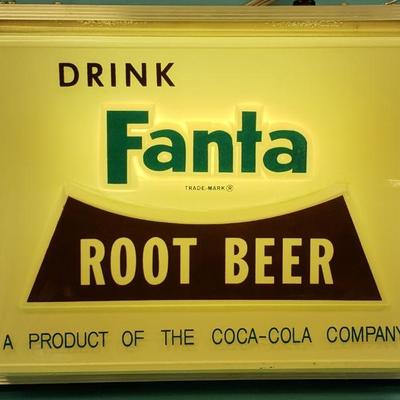 DRINK
Fanta
TRADE-MARK ®
ROOT BEER
A PRODUCT OF THE COCA-COLA COMPANY